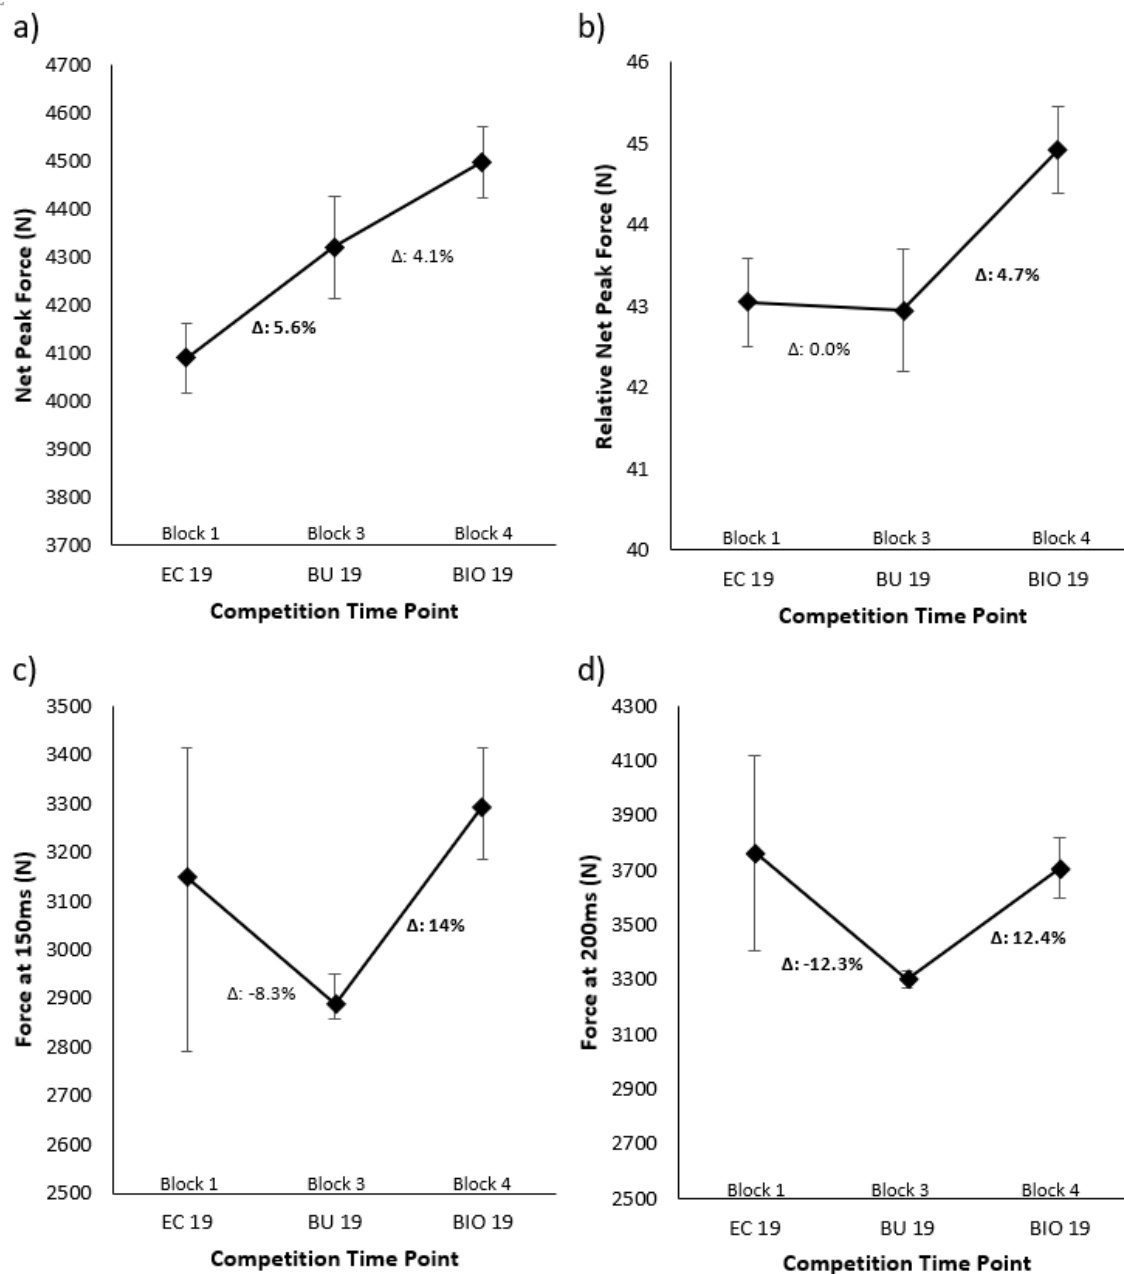 a)
Net Peak Force (N)
4700
4600
4500
4400
4300
4200
4100
4000
3900
3800
3700
Δ: 5.6%
Δ: 4.1%
Block 1
Block 3
Block 4
EC 19
BU 19
BIO 19
Competition Time Point
b)
Relative Net Peak Force (N)
46
45
44
43
42
41
40
Δ: 0.0%
Δ: 4.7%
Block 1
Block 3
Block 4
EC 19
BU 19
BIO 19
Competition Time Point
c)
Force at 150ms (N)
3500
3400
3300
3200
3100
3000
2900
2800
2700
2600
2500
Δ: -8.3%
Δ: 14%
Block 1
Block 3
Block 4
EC 19
BU 19
BIO 19
Competition Time Point
d)
Force at 200ms (N)
4300
4100
3900
3700
3500
3300
3100
2900
2700
2500
Δ: -12.3%
Δ: 12.4%
Block 1
Block 3
Block 4
EC 19
BU 19
BIO 19
Competition Time Point